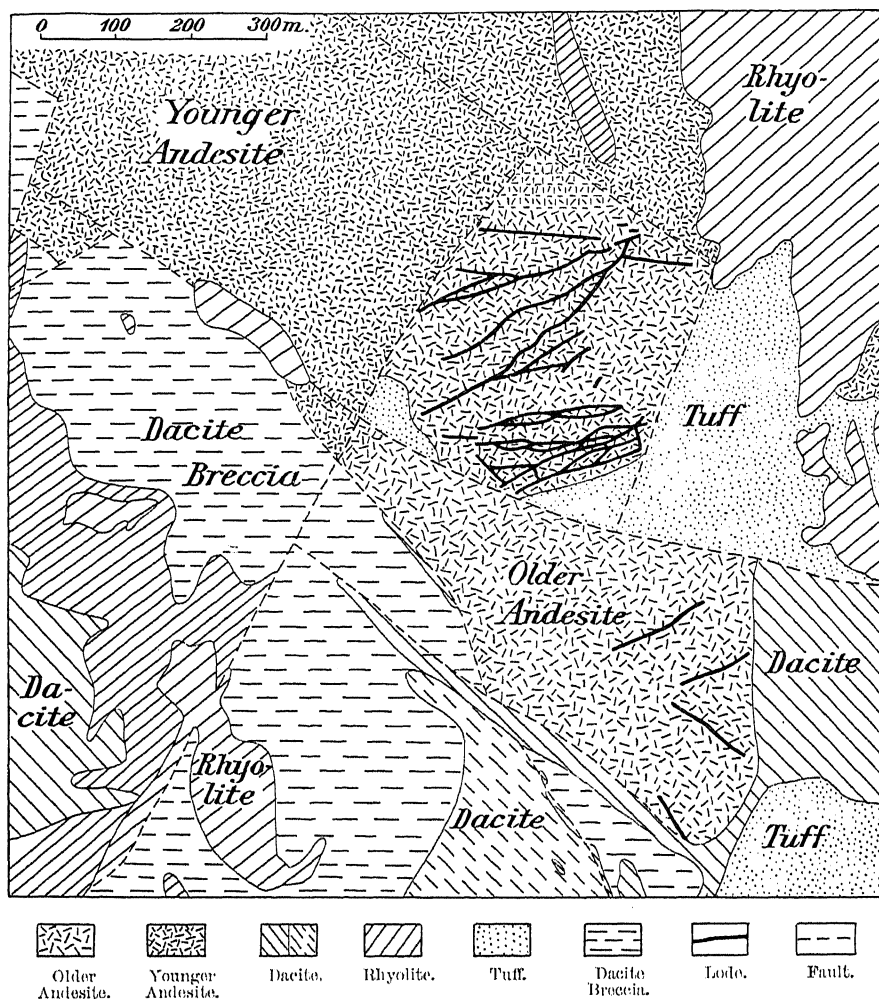 0 100 200 300 m.
Rhyo-
lite
Younger
Andesite
Tuff
Dacite
Breccia
Older
Andesite
Dacite
Da-
cite
Rhyo-
lite
Dacite
Tuff
Older
Andesite.
Younger
Andesite.
Dacite.
Rhyolite.
Tuff.
Dacite
Breccia.
Lode.
Fault.